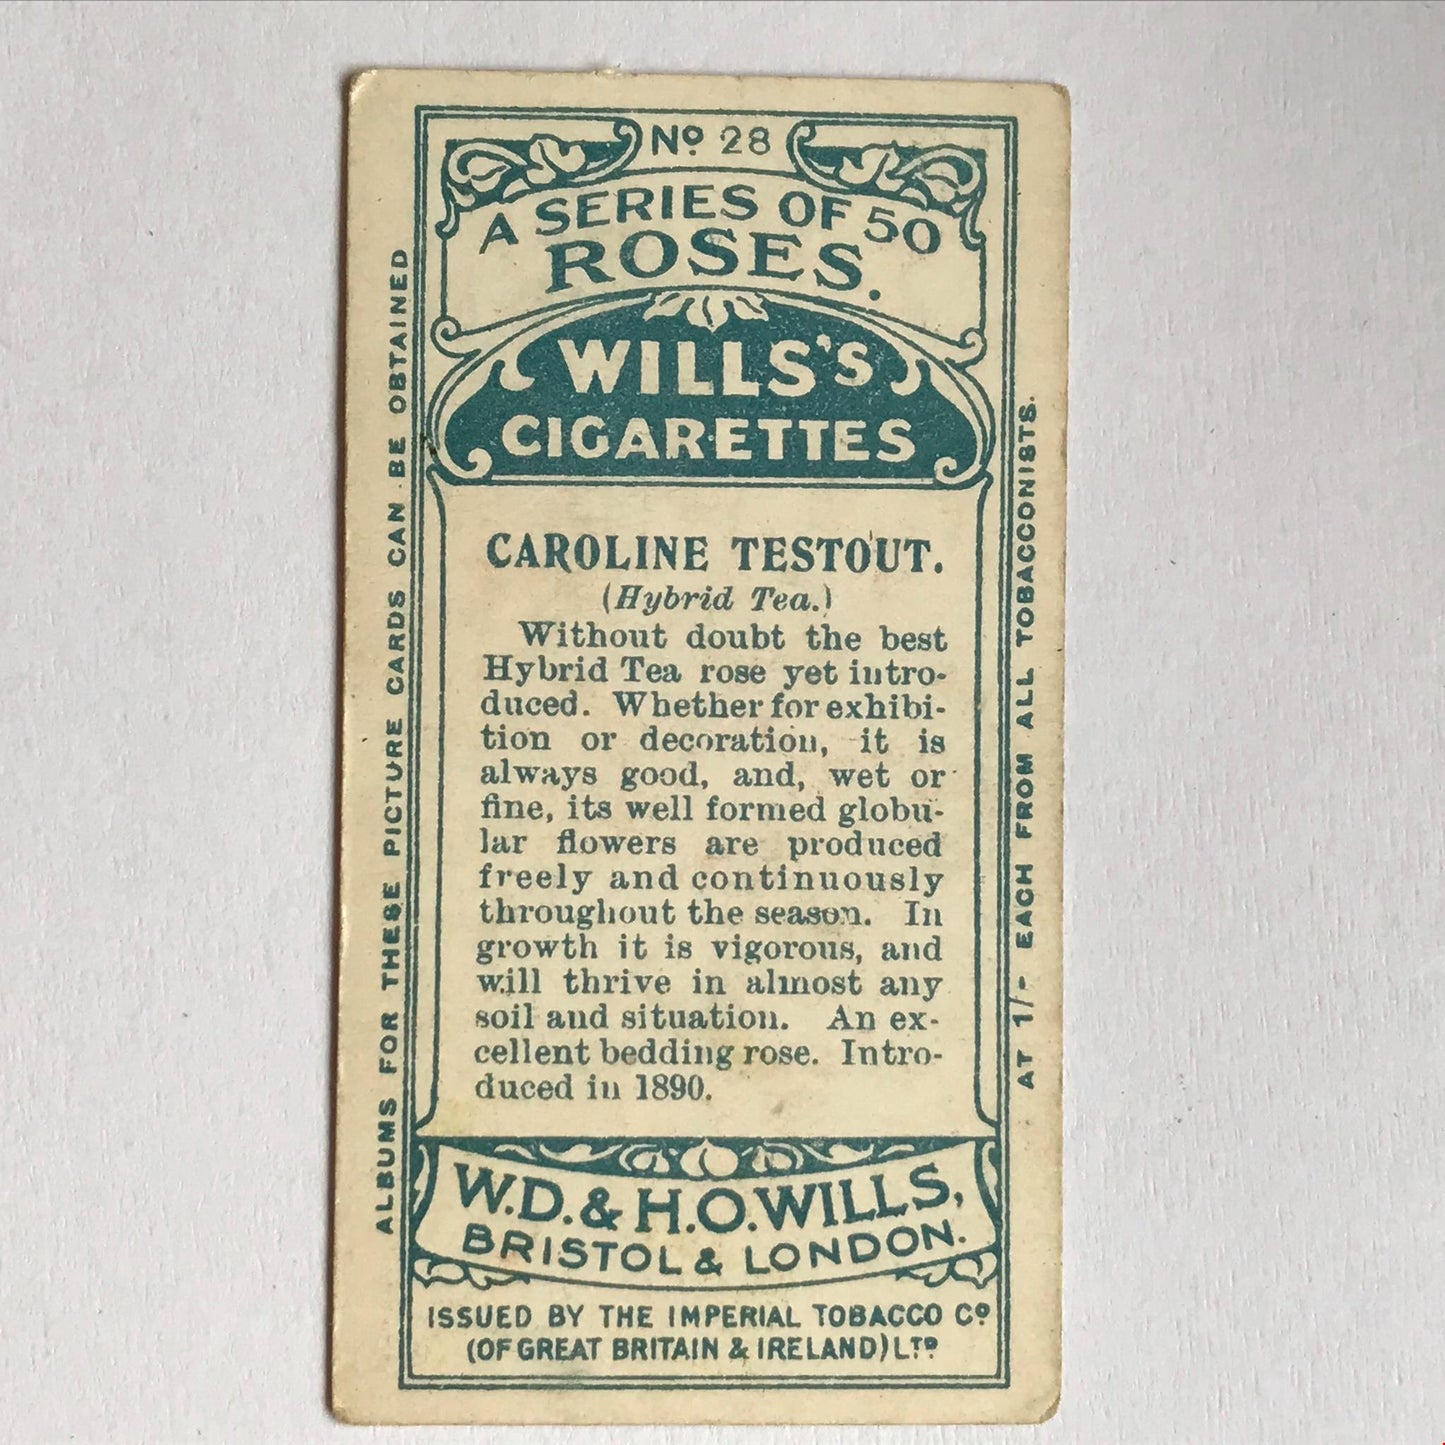 Nº 28
A SERIES OF 50
ROSES.
WILLS'S
CIGARETTES
CAROLINE TESTOUT.
(Hybrid Tea.)
Without doubt the best
Hybrid Tea rose yet intro-
duced. Whether for exhibi-
tion or decoration, it is
always good, and, wet or
fine, its well formed globu-
lar flowers are produced
freely and continuously
throughout the season. In
growth it is vigorous, and
will thrive in almost any
soil and situation. An ex-
cellent bedding rose. Intro-
duced in 1890.
W.D. & H.O. WILLS,
BRISTOL & LONDON.
ISSUED BY THE IMPERIAL TOBACCO Cº
(OF GREAT BRITAIN & IRELAND) LTD
ALBUMS FOR THESE PICTURE CARDS CAN BE OBTAINED
AT 1/- EACH FROM ALL TOBACCONISTS.